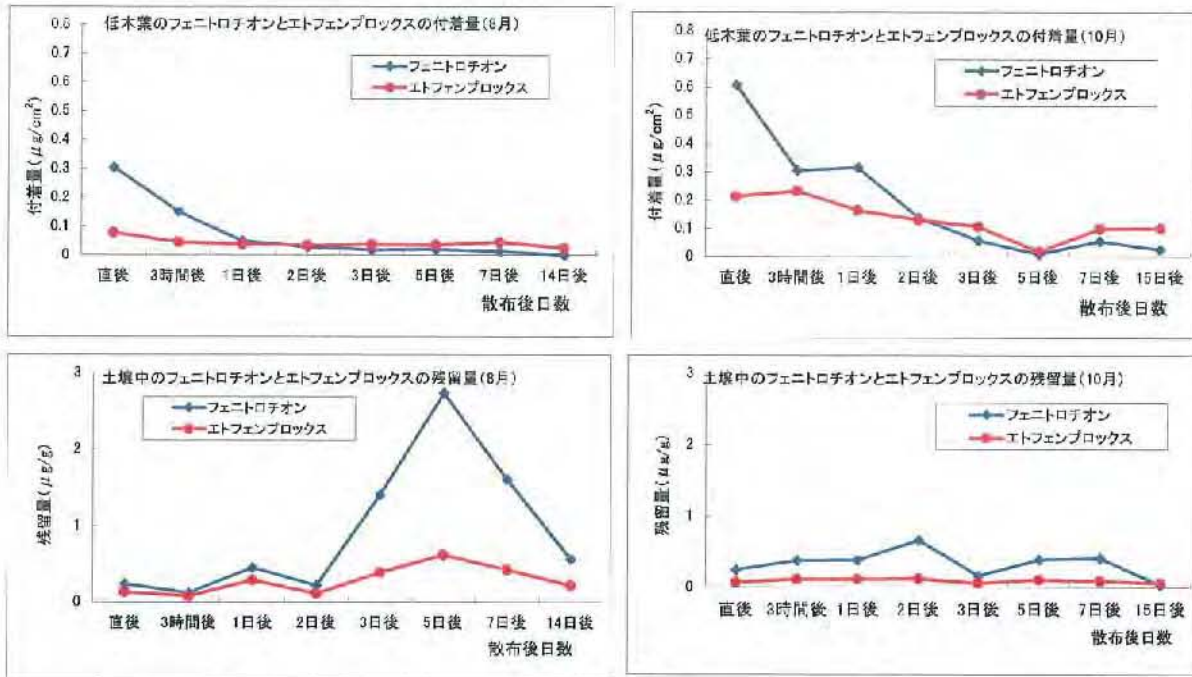 低木葉のフェニトロチオンとエトフェンプロックスの付着量(8月)
0.8
0.7
0.6
0.5
0.4
0.3
0.2
0.1
0
付着量(μg/cm²)
フェニトロチオン
エトファンプロックス
直後 3時間後 1日後 2日後 3日後 5日後 7日後 14日後
散布後日数
低木葉のフェニトロチオンとエトフェンプロックスの付着量(10月)
0.8
0.7
0.6
0.5
0.4
0.3
0.2
0.1
0
付着量(μg/cm²)
フェニトロチオン
エトフェンプロックス
直後 3時間後 1日後 2日後 3日後 5日後 7日後 15日後
散布後日数
土壌中のフェニトロチオンとエトフェンプロックスの残留量(8月)
3
2
1
0
残留量(μg/g)
フェニトロチオン
エトフェンプロックス
直後 3時間後 1日後 2日後 3日後 5日後 7日後 14日後
散布後日数
土壌中のフェニトロチオンとエトフェンプロックスの残留量(10月)
3
2
1
0
残留量(μg/g)
フェニトロチオン
エトフェンプロックス
直後 3時間後 1日後 2日後 3日後 5日後 7日後 15日後
散布後日数